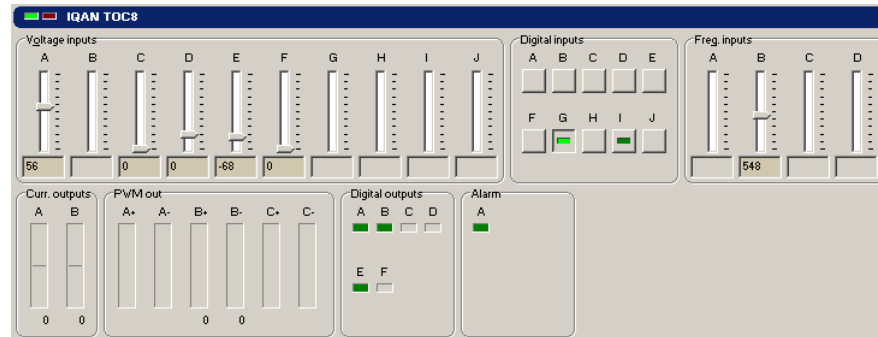 IQAN TOC8
Voltage inputs
A B C D E F G H I J
56 0 0 -68 0
Digital inputs
A B C D E
F G H I J
Freq. inputs
A B C D
548
Curr. outputs
A B
0 0
PWM out
A+ A- B+ B- C+ C-
0 0
Digital outputs
A B C D
E F
Alarm
A